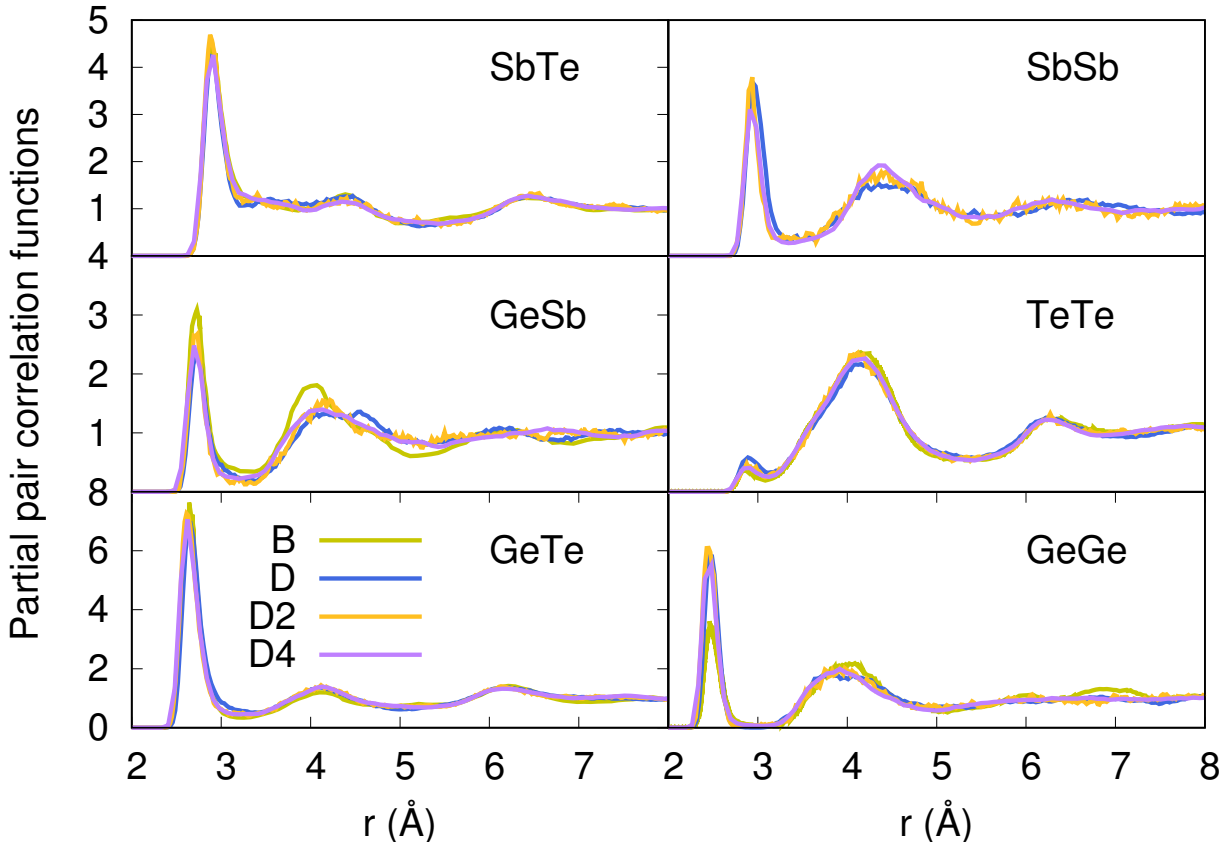 Partial pair correlation functions
5
4
3
2
1
SbTe
SbSb
4
3
2
1
GeSb
TeTe
8
6
4
2
0
GeTe
GeGe
B
D
D2
D4
2 3 4 5 6 7
2 3 4 5 6 7 8
r (Å)
r (Å)